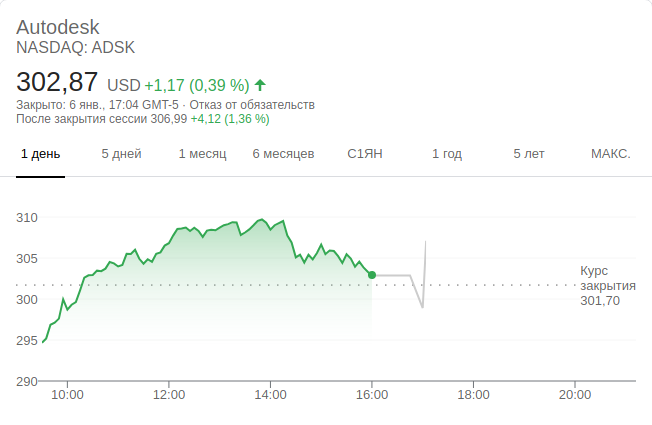 Autodesk
NASDAQ: ADSK
302,87 USD +1,17 (0,39 %) ↑
Закрыто: 6 янв., 17:04 GMT-5 · Отказ от обязательств
После закрытия сессии 306,99 +4,12 (1,36 %)
1 день 5 дней 1 месяц 6 месяцев С1ЯН 1 год 5 лет МАКС.
310
305
300
295
290
Курс
закрытия
301,70
10:00 12:00 14:00 16:00 18:00 20:00